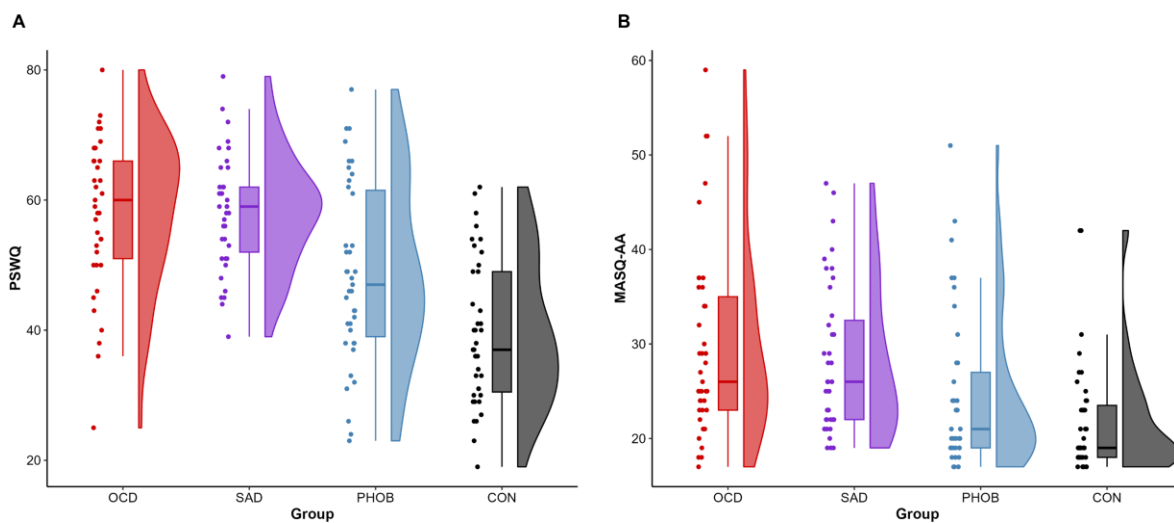 A
80
60
40
20
PSWQ
OCD SAD PHOB CON
Group
B
60
50
40
30
20
MASQ-AA
OCD SAD PHOB CON
Group